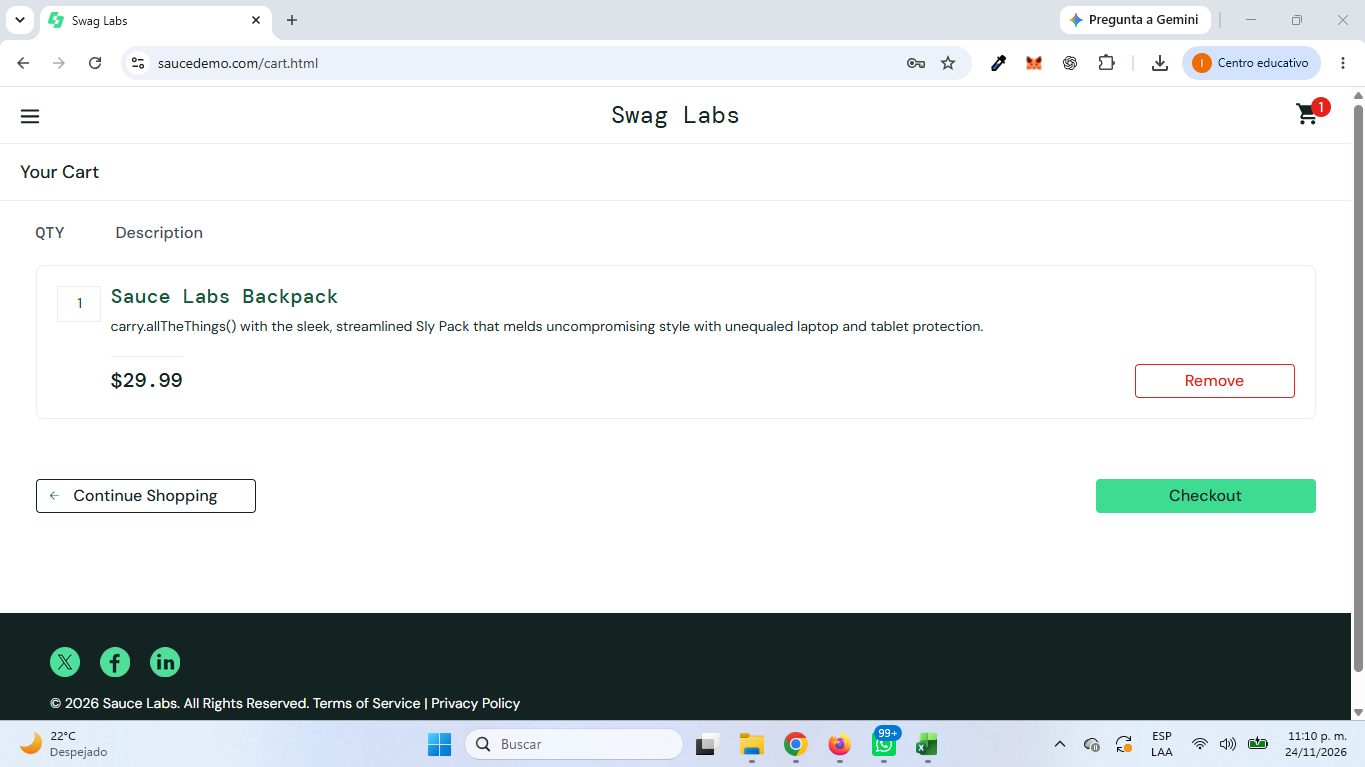 Swag Labs
Pregunta a Gemini
saucedemo.com/cart.html
I
Centro educativo
Swag Labs
1
Your Cart
QTY
Description
1
Sauce Labs Backpack
carry.allTheThings() with the sleek, streamlined Sly Pack that melds uncompromising style with unequaled laptop and tablet protection.
$29.99
Remove
Continue Shopping
Checkout
© 2026 Sauce Labs. All Rights Reserved. Terms of Service | Privacy Policy
22°C
Despejado
Buscar
99+
ESP
LAA
11:10 p. m.
24/11/2026